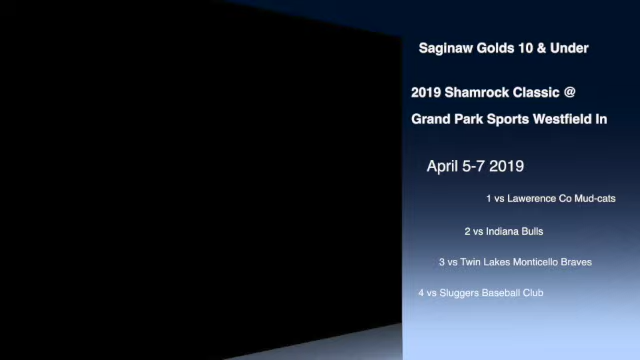 Saginaw Golds 10 & Under
2019 Shamrock Classic @
Grand Park Sports Westfield In
April 5-7 2019
1 vs Lawerence Co Mud-cats
2 vs Indiana Bulls
3 vs Twin Lakes Monticello Braves
4 vs Sluggers Baseball Club